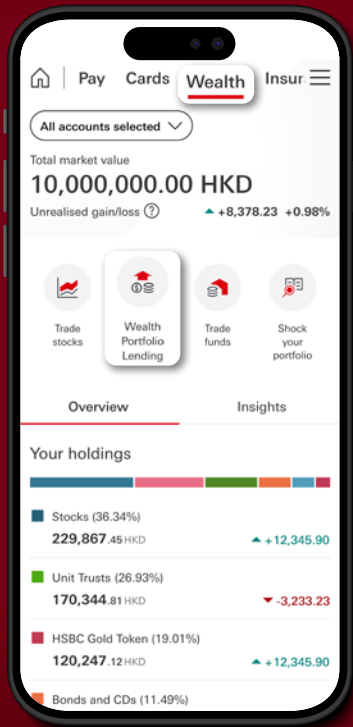 Pay Cards Wealth Insur
All accounts selected
Total market value
10,000,000.00 HKD
Unrealised gain/loss ? +8,378.23 +0.98%
Trade
stocks
Wealth
Portfolio
Lending
Trade
funds
Shock
your
portfolio
Overview Insights
Your holdings
Stocks (36.34%)
229,867.45 HKD +12,345.90
Unit Trusts (26.93%)
170,344.81 HKD -3,233.23
HSBC Gold Token (19.01%)
120,247.12 HKD +12,345.90
Bonds and CDs (11.49%)